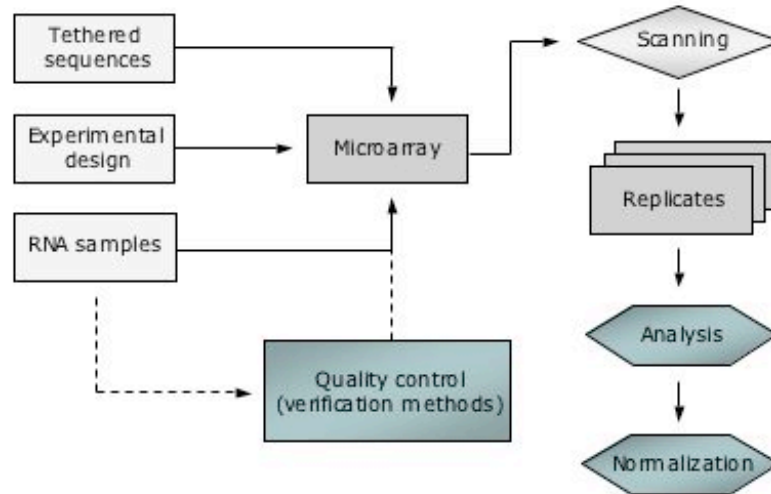 Tethered
sequences
Experimental
design
RNA samples
Microarray
Quality control
(verification methods)
Scanning
Replicates
Analysis
Normalization